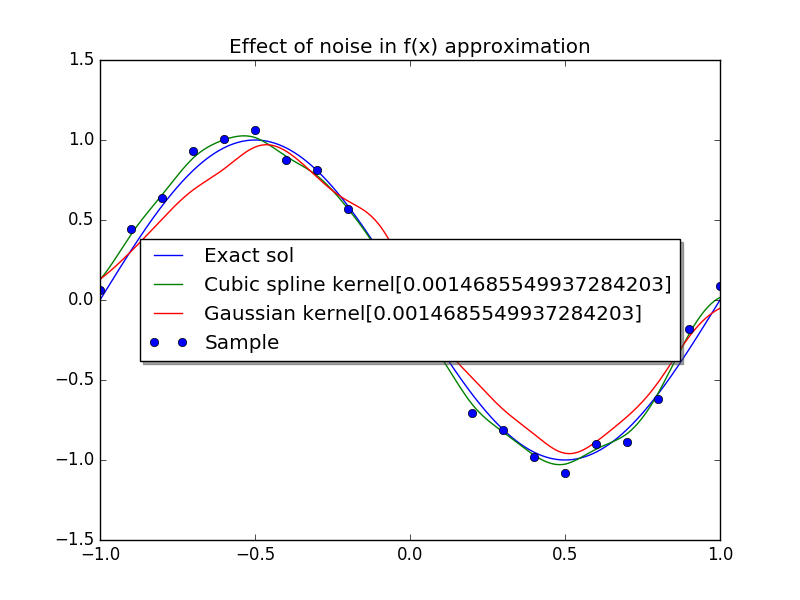 Effect of noise in f(x) approximation
1.5
1.0
0.5
0.0
−0.5
−1.0
−1.5
Exact sol
Cubic spline kernel[0.0014685549937284203]
Gaussian kernel[0.0014685549937284203]
Sample
−1.0 −0.5 0.0 0.5 1.0